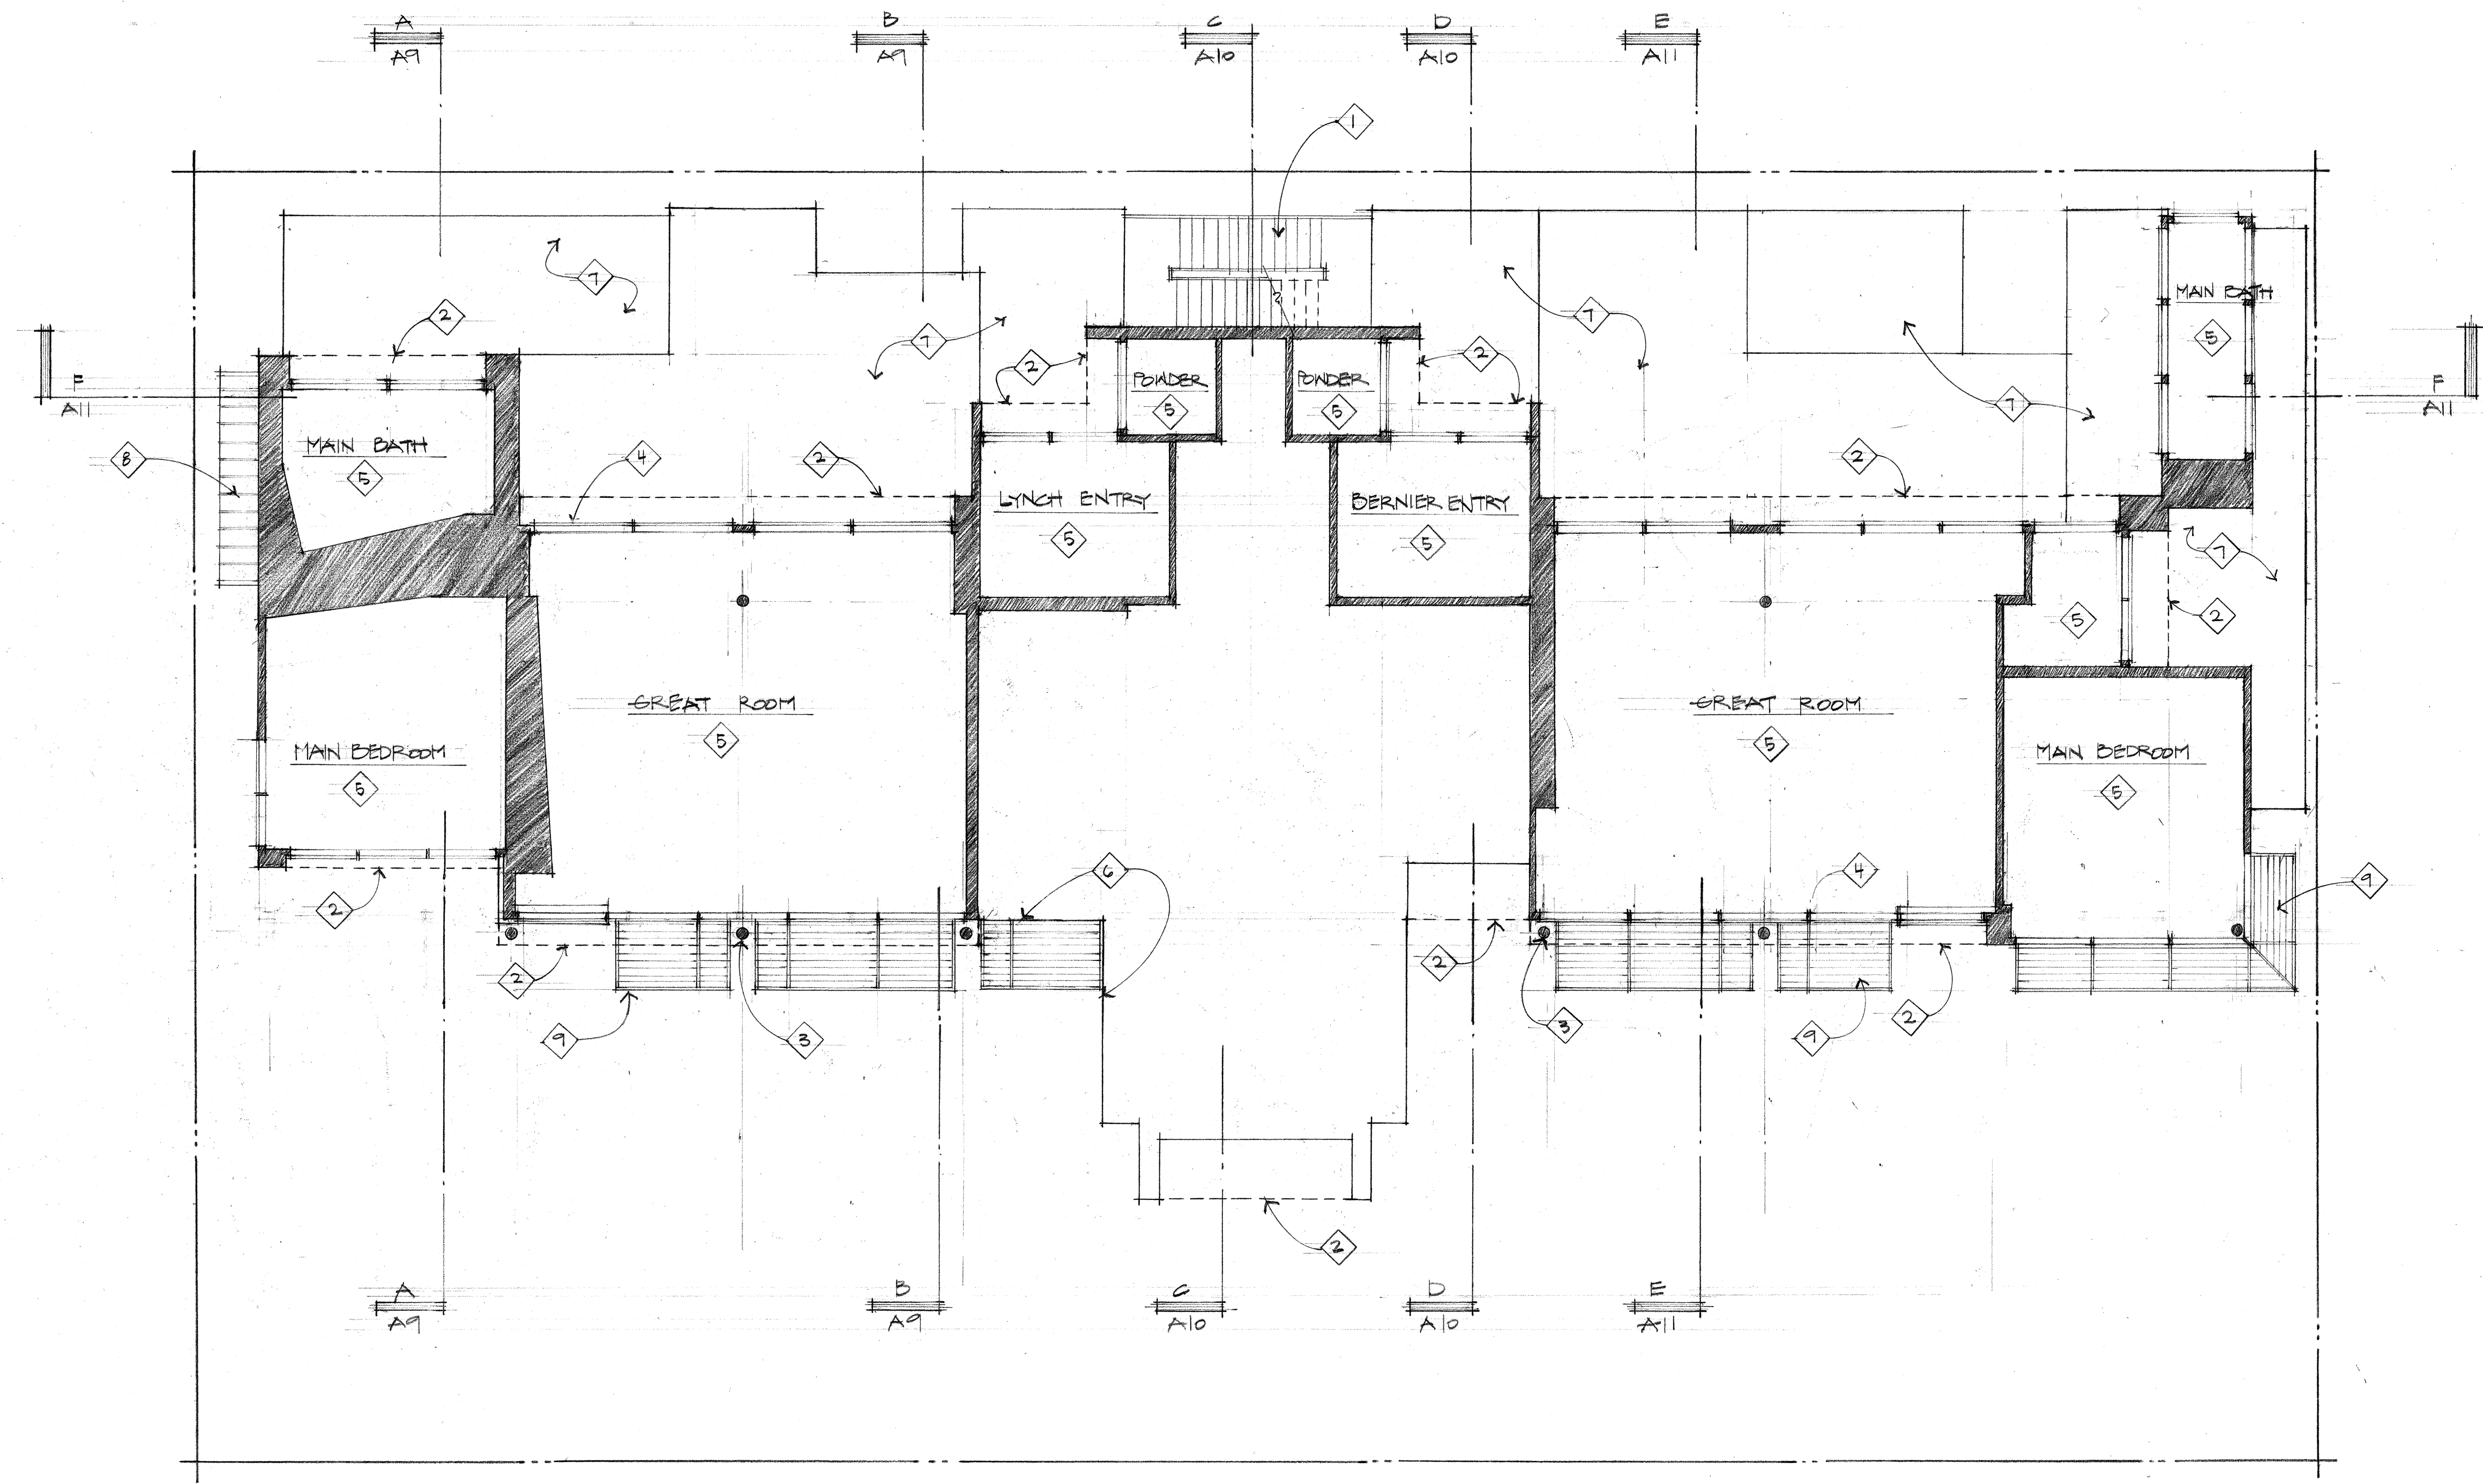 A B C D E
A9 A9 A10 A10 A11
1
7
MAIN BATH
2
7
7
5
2
2
F
A11
POWDER
POWDER
F
A11
5
5
7
MAIN BATH
8
4
2
2
5
LYNCH ENTRY
BERNIER ENTRY
5
5
7
5
2
GREAT ROOM
GREAT ROOM
5
5
MAIN BEDROOM
MAIN BEDROOM
5
5
6
4
9
2
2
2
9
3
3
9
2
2
A B C D E
A9 A9 A10 A10 A11